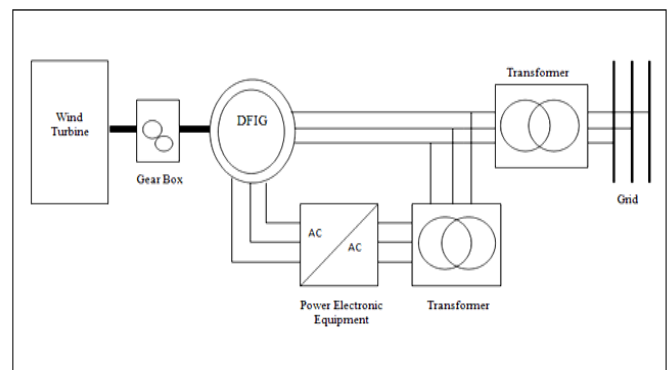 Transformer
Wind
Turbine
DFIG
Gear Box
Grid
AC
AC
Power Electronic
Equipment
Transformer